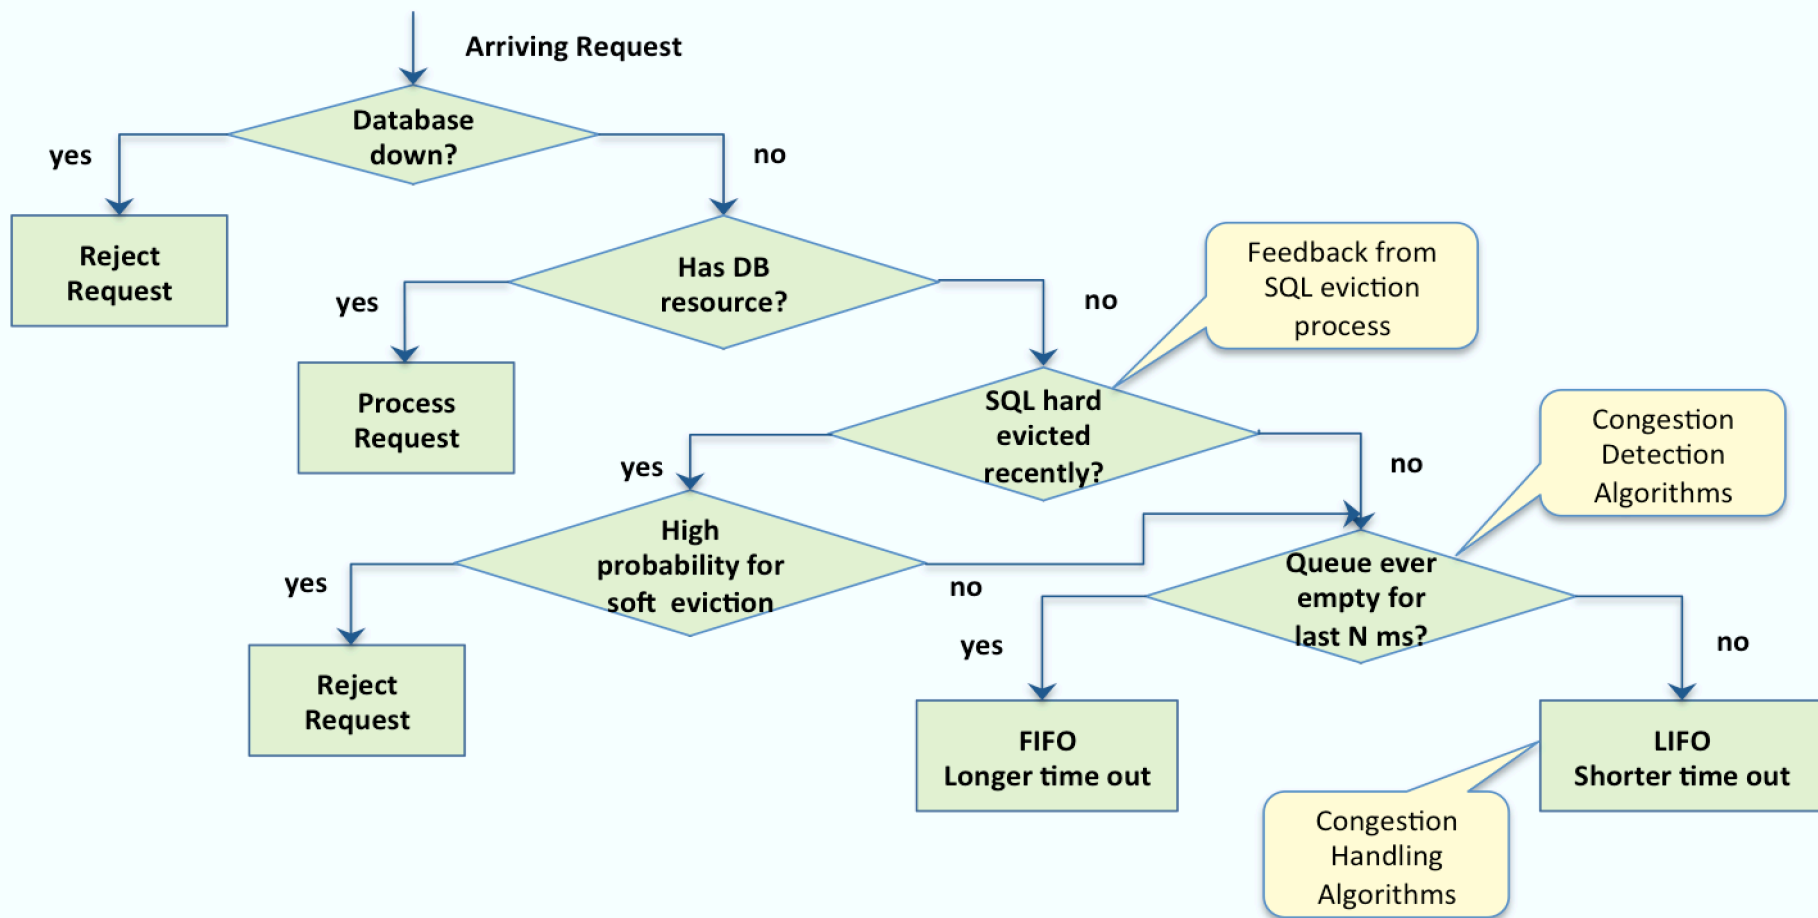 Arriving Request
Database
down?
yes
no
Reject
Request
Has DB
resource?
yes
no
Feedback from
SQL eviction
process
Process
Request
SQL hard
evicted
recently?
yes
no
Congestion
Detection
Algorithms
High
probability for
soft eviction
yes
no
Queue ever
empty for
last N ms?
yes
no
Reject
Request
FIFO
Longer time out
LIFO
Shorter time out
Congestion
Handling
Algorithms